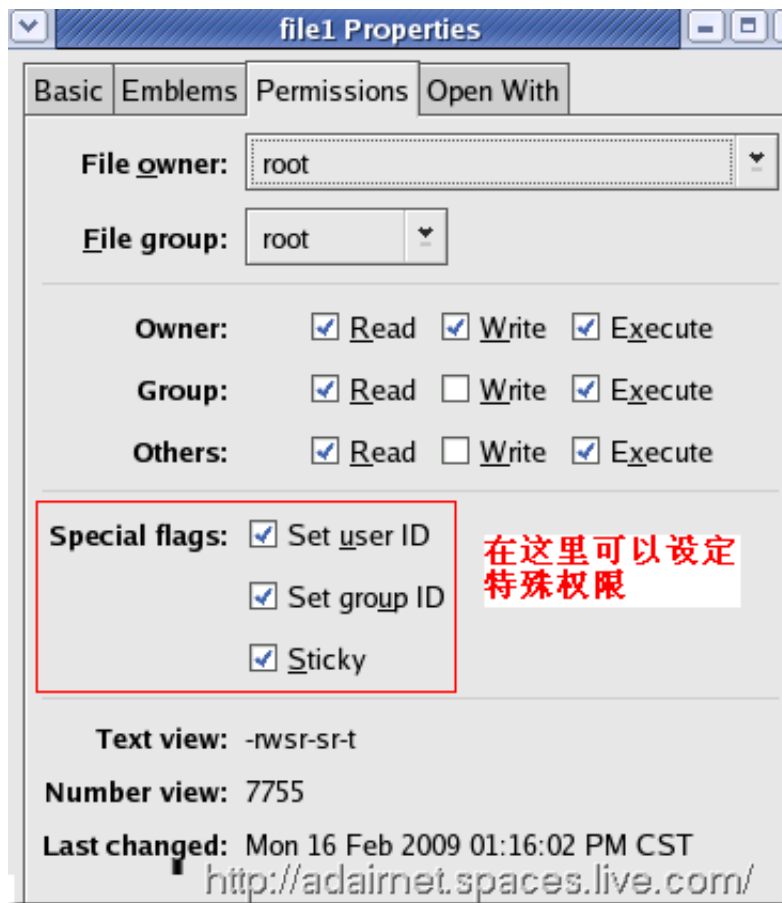 file1 Properties
Basic Emblems Permissions Open With
File owner: root
File group: root
Owner: Read Write Execute
Group: Read Write Execute
Others: Read Write Execute
Special flags: Set user ID
在这里可以设定
特殊权限
Set group ID
Sticky
Text view: -rwsr-sr-t
Number view: 7755
Last changed: Mon 16 Feb 2009 01:16:02 PM CST
http://adairnet.spaces.live.com/